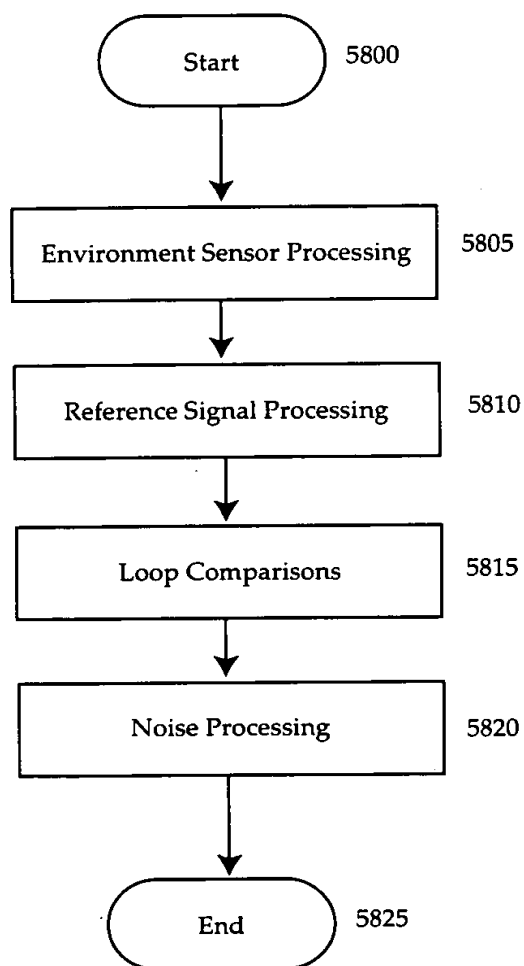 Start 5800
Environment Sensor Processing 5805
Reference Signal Processing 5810
Loop Comparisons 5815
Noise Processing 5820
End 5825